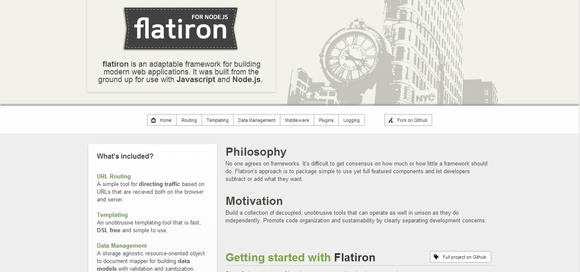 FOR NODE.JS
flatiron
flatiron is an adaptable framework for building
modern web applications. It was built from the
ground up for use with Javascript and Node.js.
NYC
Home Routing Templating Data Management Middleware Plugins Logging Fork on Github
What's included?
URL Routing
A simple tool for directing traffic based on
URLs that are recieved both on the browser
and server.
Templating
An unobtrusive templating tool that is fast,
DSL free and simple to use.
Data Management
A storage agnostic resource-oriented object
to document mapper for building data
models with validation and sanitization
Philosophy
No one agrees on frameworks. It's difficult to get consensus on how much or how little a framework should
do. Flatiron's approach is to package simple to use yet full featured components and let developers
subtract or add what they want.
Motivation
Build a collection of decoupled, unobtrusive tools that can operate as well in unison as they do
independently. Promote code organization and sustainability by clearly separating development concerns.
Getting started with Flatiron
Full project on Github